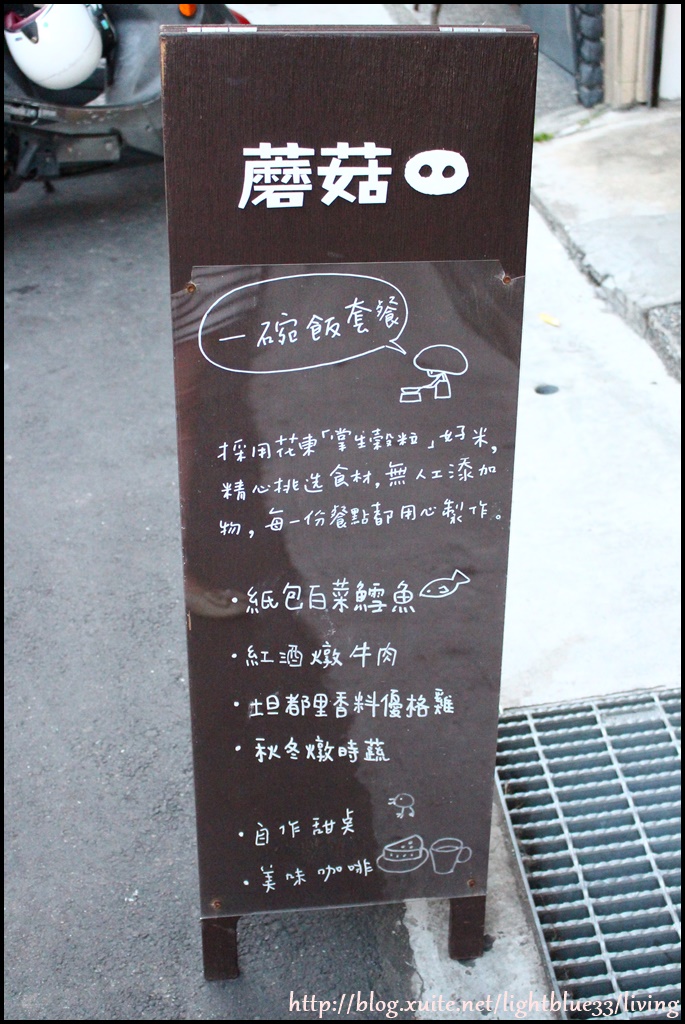 蘑菇
一碗飯套餐
採用花東「掌生穀粒」好米,
精心挑选食材,無人工添加
物,每一份餐點都用心製作。
·紙包白菜鱈魚
·紅酒燉牛肉
·坦都里香料優格雞
·秋冬燉時蔬
·自作甜桌
·美味咖啡
http://blog.xuite.net/lightblue33/living